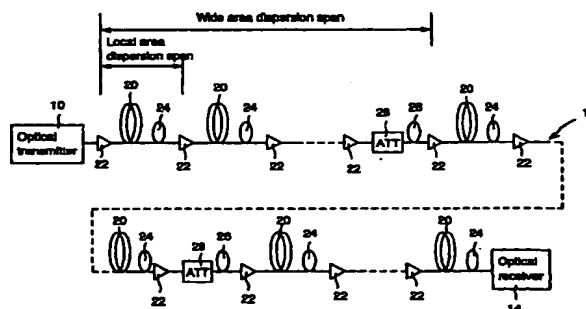 Wide area dispersion span
Local area
dispersion span
20 20 20
10 24 24 28 26 24
Optical
transmitter
ATT
1
22 22 22 22 22 22
20 20 20
24 28 26 24 24
ATT
Optical
receiver
22 22 22 22
14